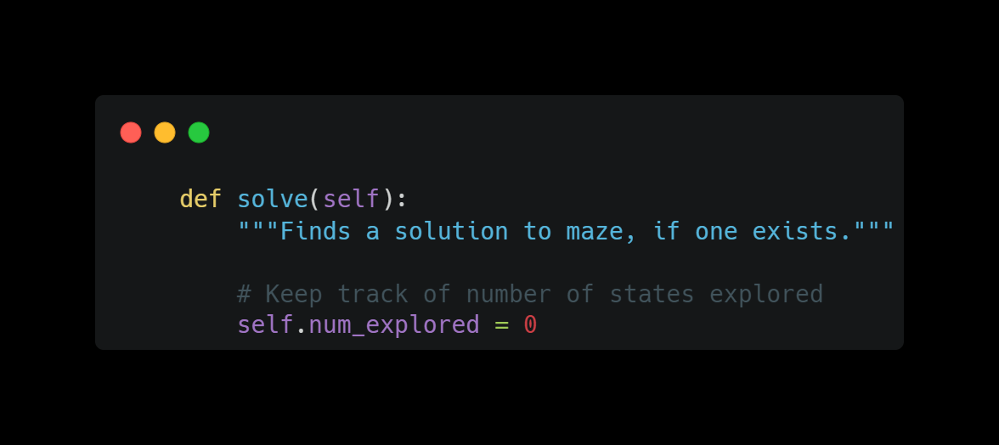 def solve(self):
    """Finds a solution to maze, if one exists."""
    # Keep track of number of states explored
    self.num_explored = 0